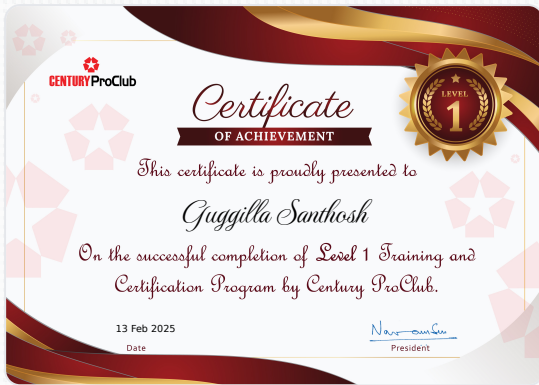 CENTURY ProClub
Certificate
OF ACHIEVEMENT
LEVEL
1
This certificate is proudly presented to
Guggilla Santhosh
On the successful completion of Level 1 Training and
Certification Program by Century ProClub.
13 Feb 2025
Date
President